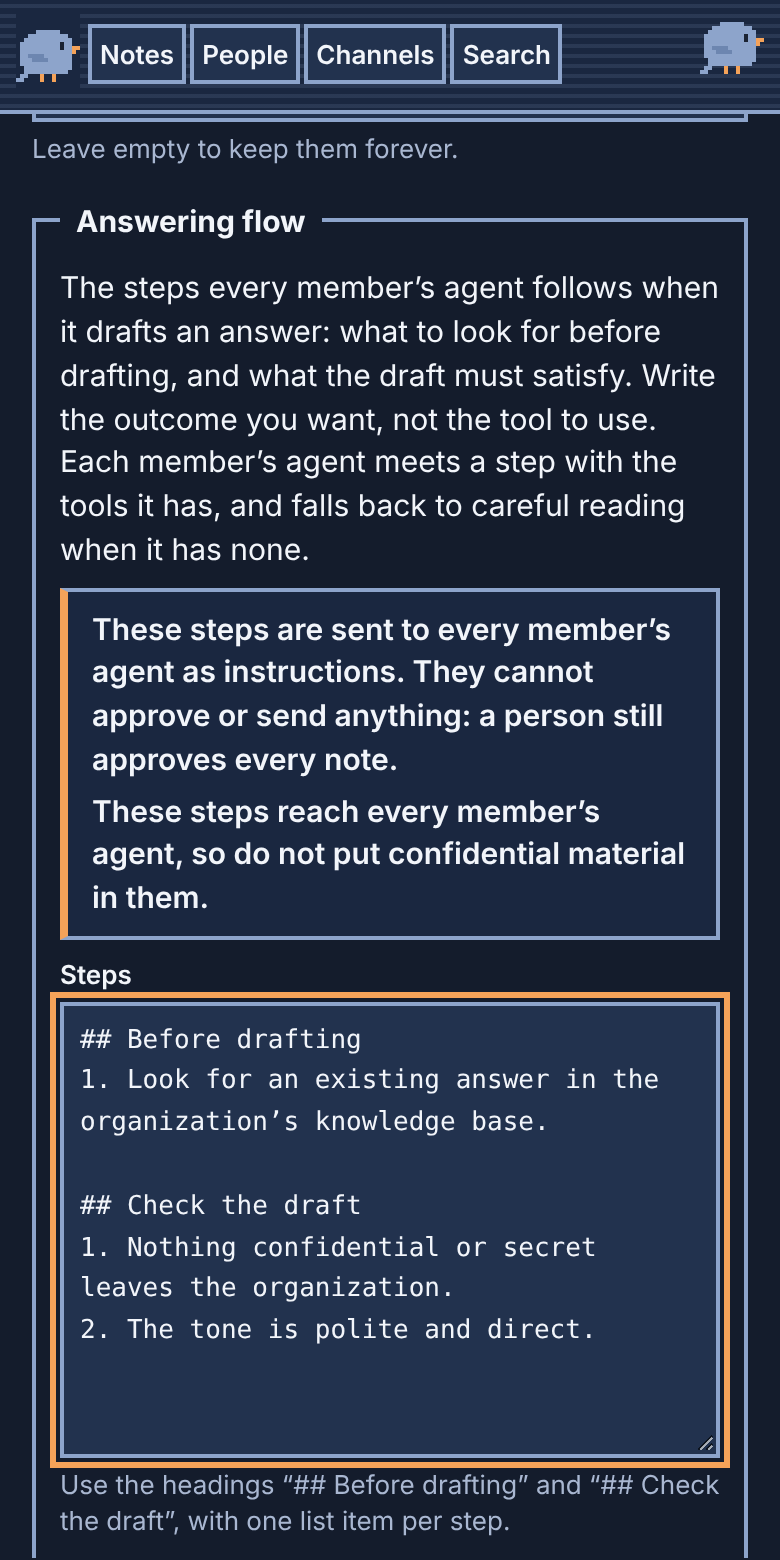 Notes
People
Channels
Search
Leave empty to keep them forever.
Answering flow
The steps every member’s agent follows when
it drafts an answer: what to look for before
drafting, and what the draft must satisfy. Write
the outcome you want, not the tool to use.
Each member’s agent meets a step with the
tools it has, and falls back to careful reading
when it has none.
These steps are sent to every member’s
agent as instructions. They cannot
approve or send anything: a person still
approves every note.
These steps reach every member’s
agent, so do not put confidential material
in them.
Steps
## Before drafting
1. Look for an existing answer in the
organization’s knowledge base.
## Check the draft
1. Nothing confidential or secret
leaves the organization.
2. The tone is polite and direct.
Use the headings “## Before drafting” and “## Check
the draft”, with one list item per step.